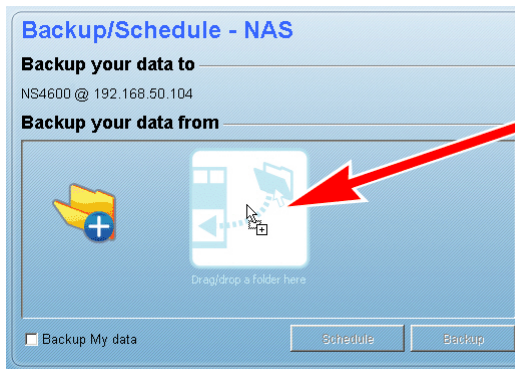 Backup/Schedule - NAS
Backup your data to
NS4600 @ 192.168.50.104
Backup your data from
Drag/drop a folder here
Backup My data
Schedule
Backup